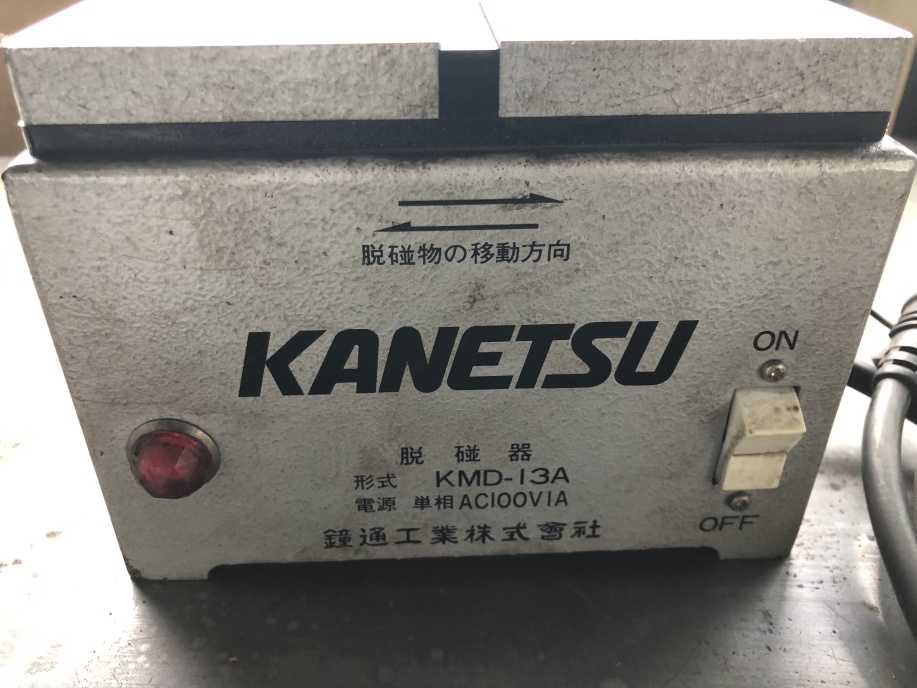 脱磁物の移動方向
KANETSU
ON
脱磁器
形式 KMD-13A
電源 単相AC100V1A
OFF
鐘通工業株式會社